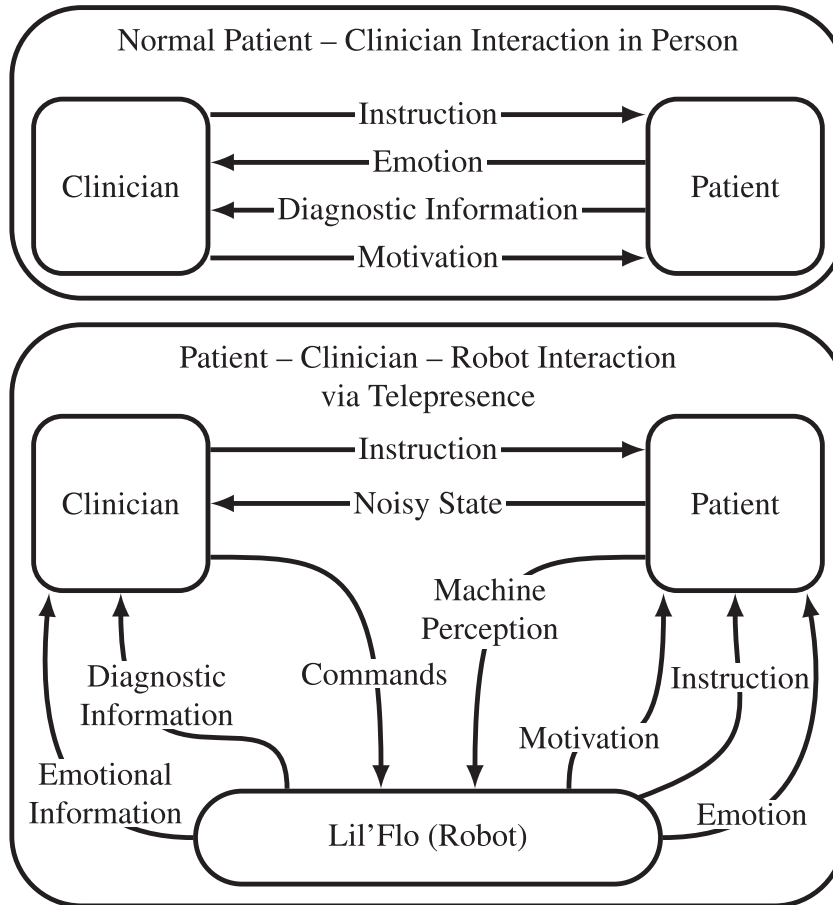 Normal Patient – Clinician Interaction in Person
Clinician
Instruction
Emotion
Diagnostic Information
Motivation
Patient
Patient – Clinician – Robot Interaction
via Telepresence
Clinician
Instruction
Noisy State
Patient
Machine
Perception
Commands
Diagnostic
Information
Instruction
Motivation
Emotional
Information
Emotion
Lil’Flo (Robot)